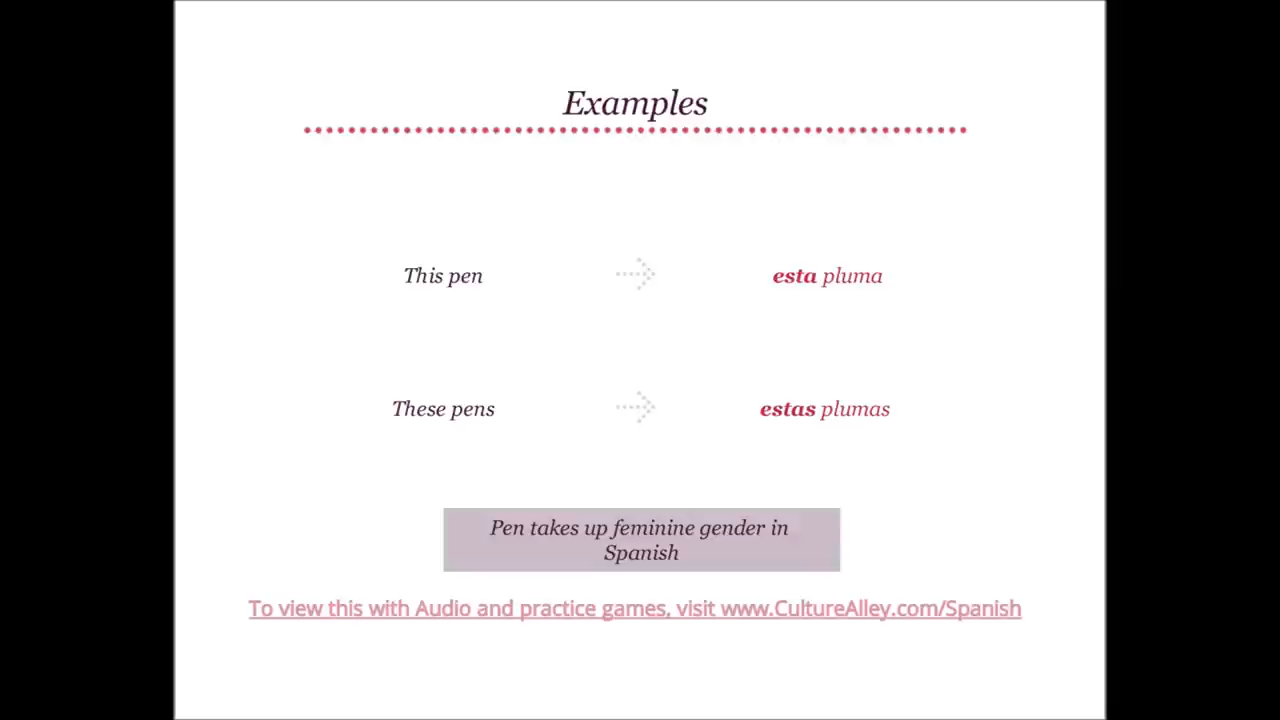 Examples
This pen
esta pluma
These pens
estas plumas
Pen takes up feminine gender in
Spanish
To view this with Audio and practice games, visit www.CultureAlley.com/Spanish